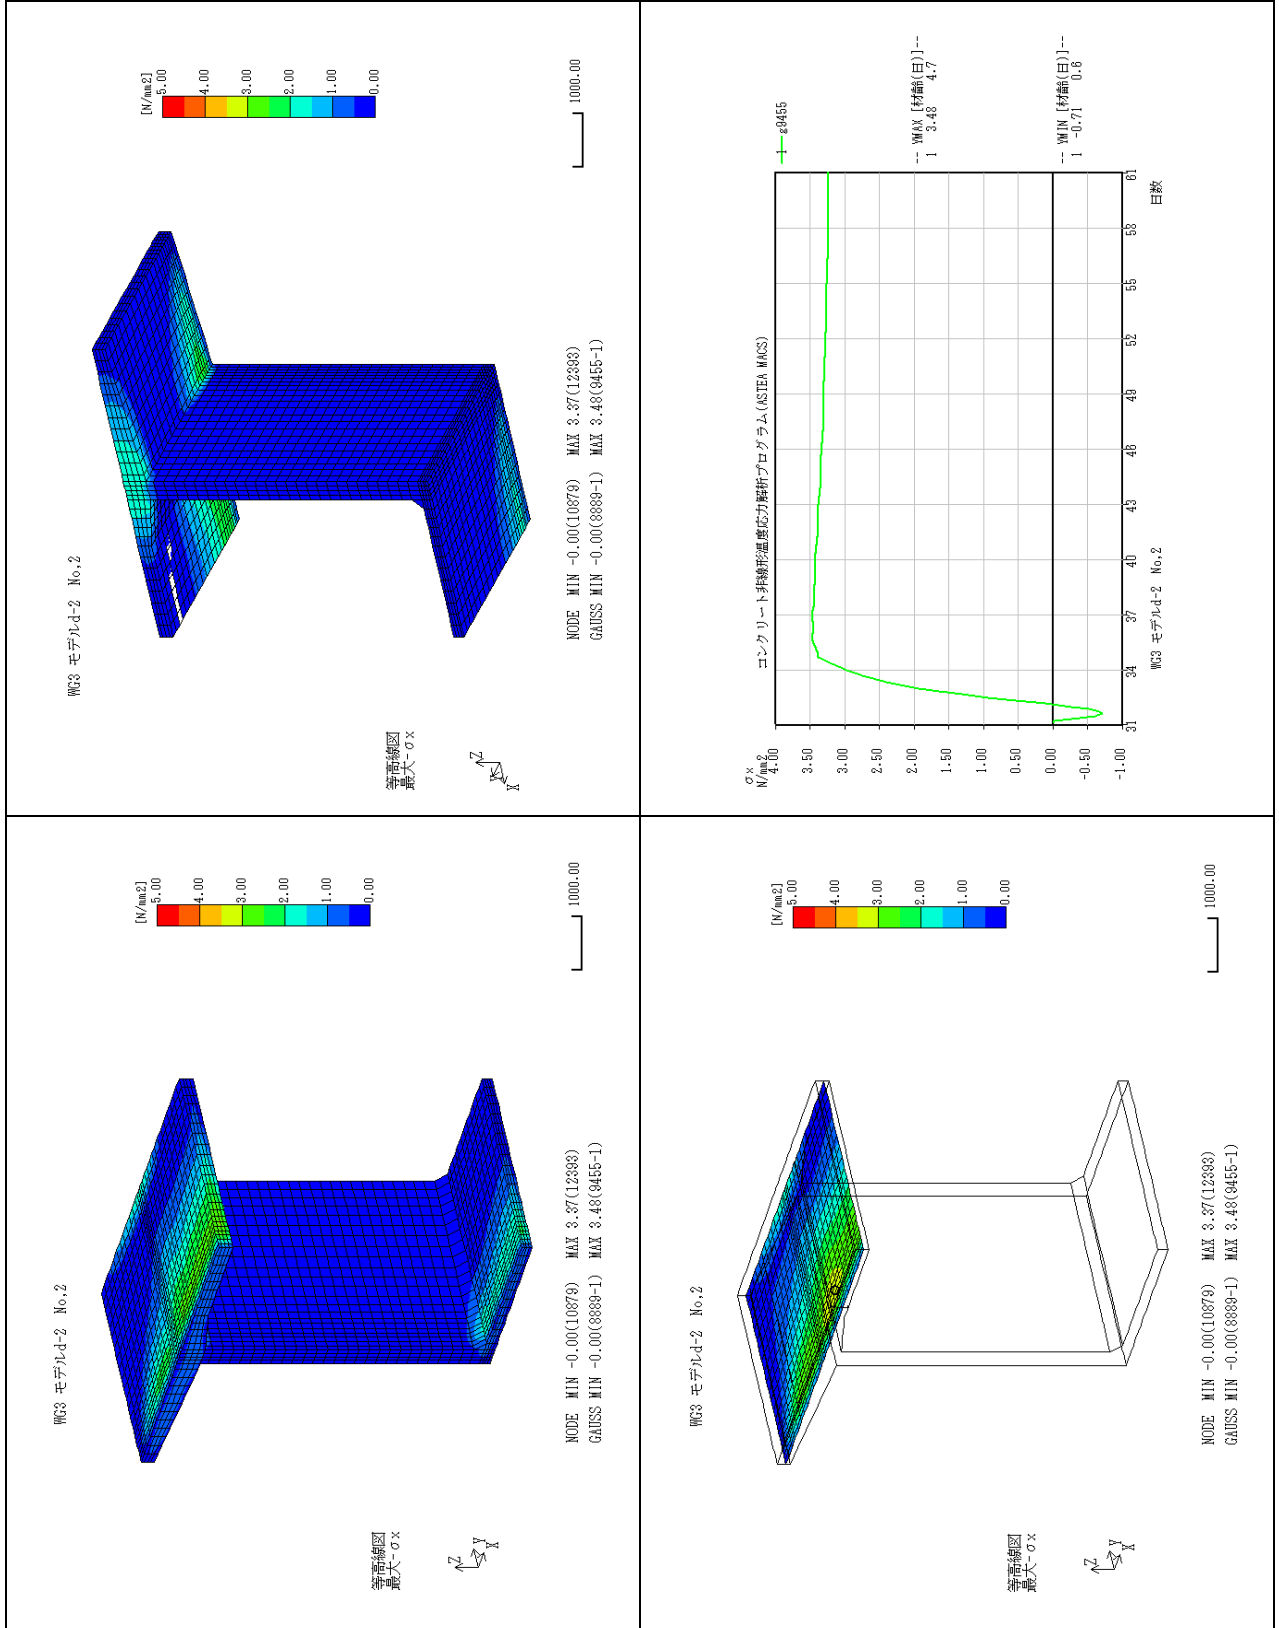 WG3 モデルd-2 No,2
[N/mm2]
5.00
4.00
3.00
2.00
1.00
0.00
等高線図
最大-σx
Z
Y
X
1000.00
NODE MIN -0.00(10879) MAX 3.37(12393)
GAUSS MIN -0.00(8889-1) MAX 3.48(9455-1)
WG3 モデルd-2 No,2
[N/mm2]
5.00
4.00
3.00
2.00
1.00
0.00
等高線図
最大-σx
Z
Y
X
1000.00
NODE MIN -0.00(10879) MAX 3.37(12393)
GAUSS MIN -0.00(8889-1) MAX 3.48(9455-1)
WG3 モデルd-2 No,2
[N/mm2]
5.00
4.00
3.00
2.00
1.00
0.00
等高線図
最大-σx
Z
Y
X
1000.00
NODE MIN -0.00(10879) MAX 3.37(12393)
GAUSS MIN -0.00(8889-1) MAX 3.48(9455-1)
コンクリート非線形温度応力解析プログラム(ASTEA MACS)
σx
N/mm2
1 g9455
4.00
3.50
3.00
2.50
2.00
1.50
1.00
0.50
0.00
-0.50
-1.00
-- YMAX [材齢(日)]--
1 3.48 4.7
-- YMIN [材齢(日)]--
1 -0.71 0.6
31 34 37 40 43 46 49 52 55 58 61
日数
WG3 モデルd-2 No,2